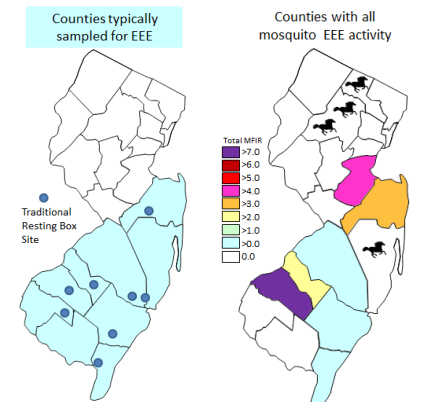 Counties typically
sampled for EEE
Traditional
Resting Box
Site
Counties with all
mosquito EEE activity
Total MFIR
>7.0
>6.0
>5.0
>4.0
>3.0
>2.0
>1.0
>0.0
0.0